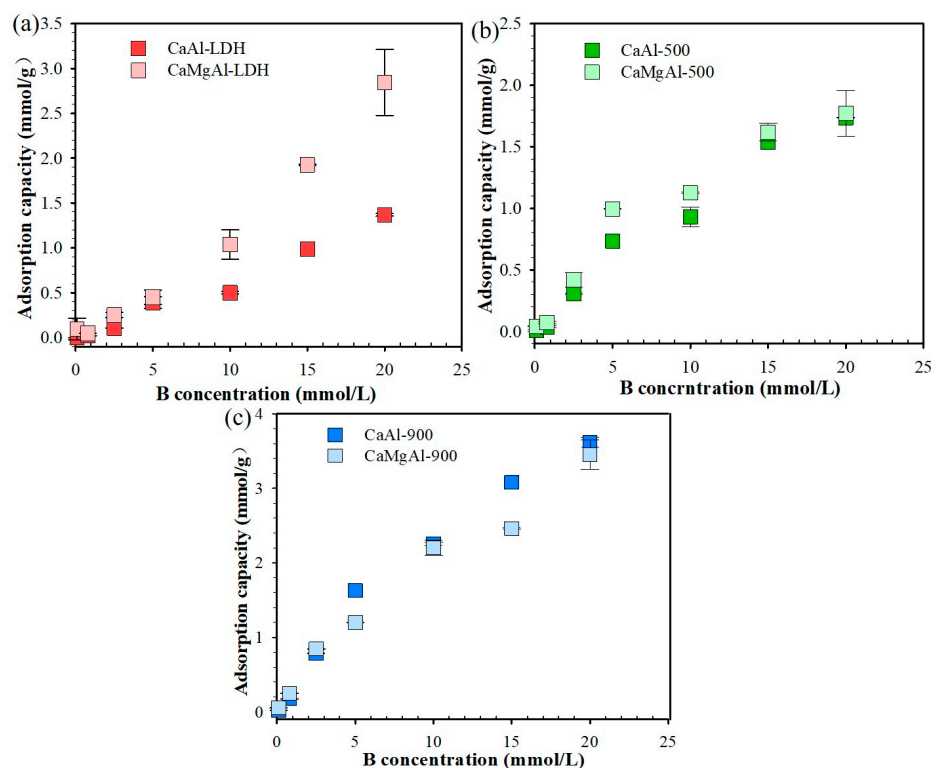 (a)
CaAl-LDH
CaMgAl-LDH
Adsorption capacity (mmol/g)
3.5
3.0
2.5
2.0
1.5
1.0
0.5
0.0
0 5 10 15 20 25
B concentration (mmol/L)
(b)
CaAl-500
CaMgAl-500
Adsorption capacity (mmol/g)
2.5
2.0
1.5
1.0
0.5
0.0
0 5 10 15 20 25
B concrntration (mmol/L)
(c)
CaAl-900
CaMgAl-900
Adsorption capacity (mmol/g)
4
3
2
1
0
0 5 10 15 20 25
B concentration (mmol/L)